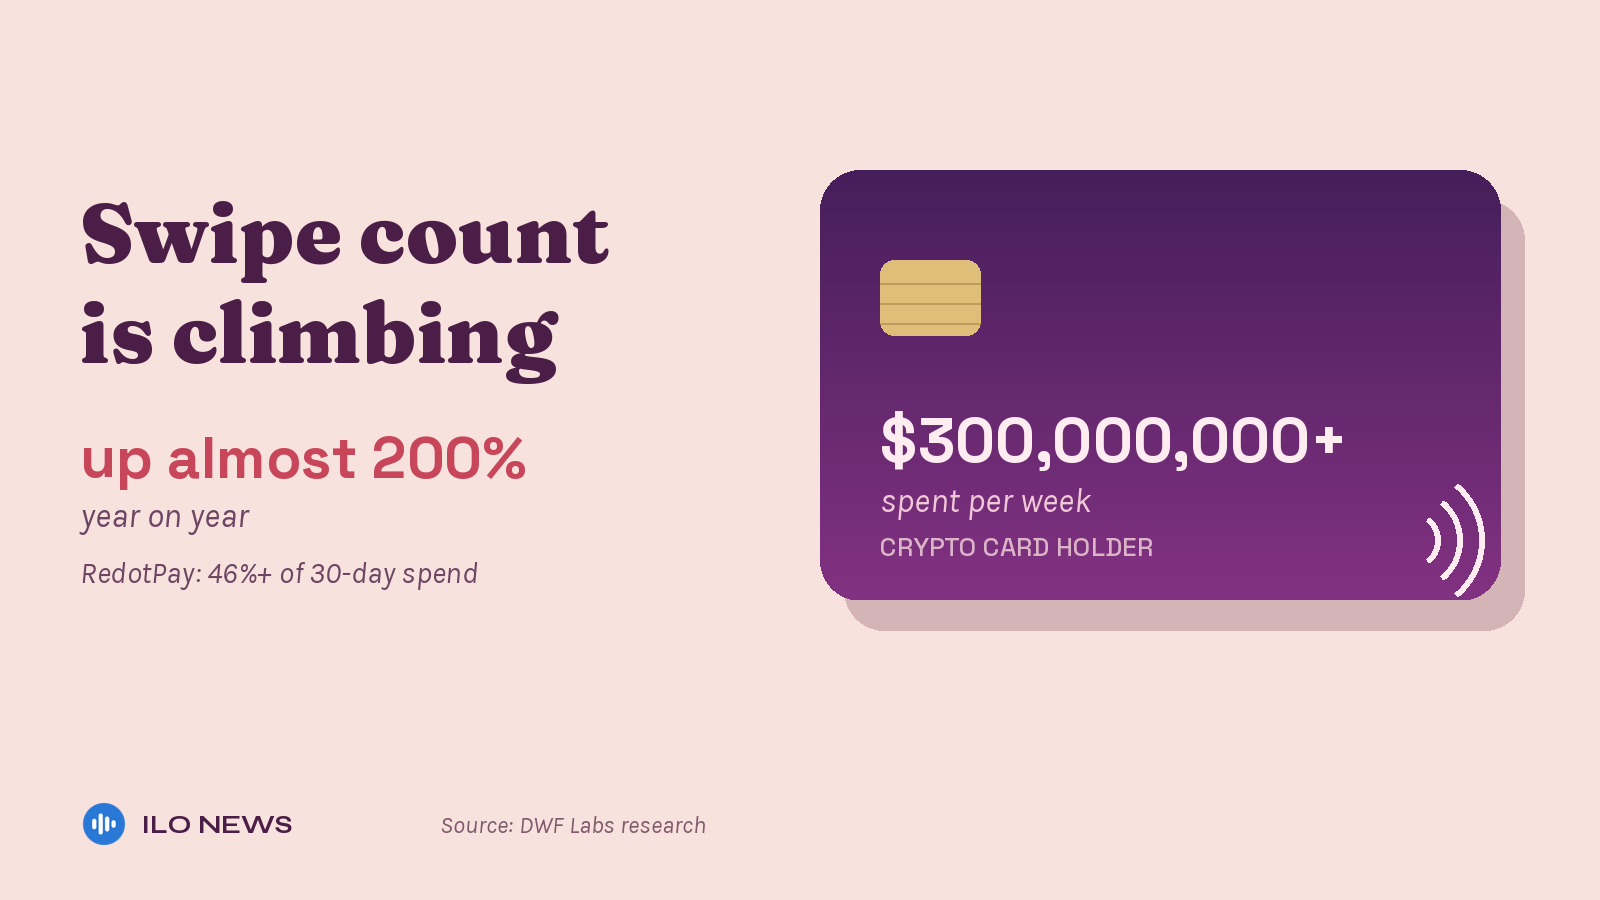 Swipe count
is climbing
up almost 200%
year on year
RedotPay: 46%+ of 30-day spend
$300,000,000+
spent per week
CRYPTO CARD HOLDER
ILO NEWS
Source: DWF Labs research